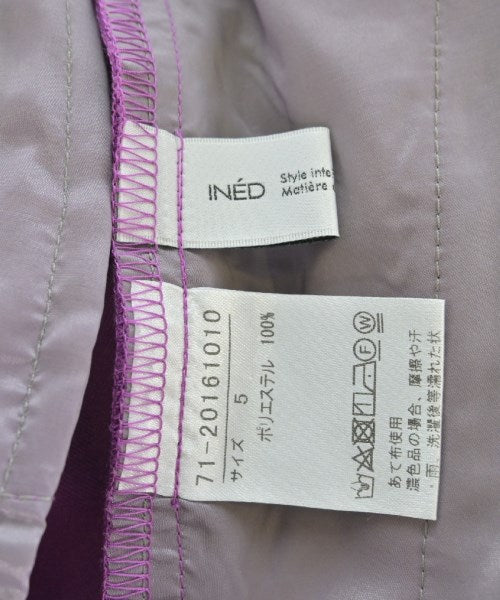 INÉD
Style inte
Matière
71-20161010
サイズ 5
ポリエステル 100%
F W
あて布使用
濃色品の場合、摩擦や汗
、雨、洗濯後等濡れた状